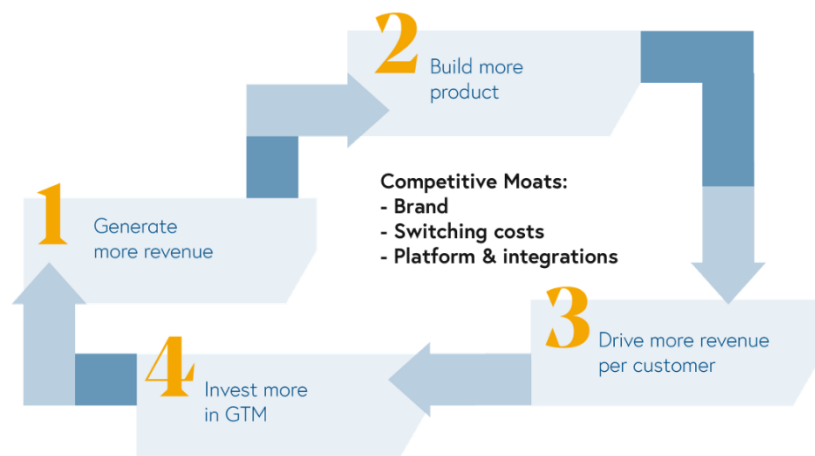 1
Generate
more revenue
2
Build more
product
Competitive Moats:
- Brand
- Switching costs
- Platform & integrations
3
Drive more revenue
per customer
4
Invest more
in GTM